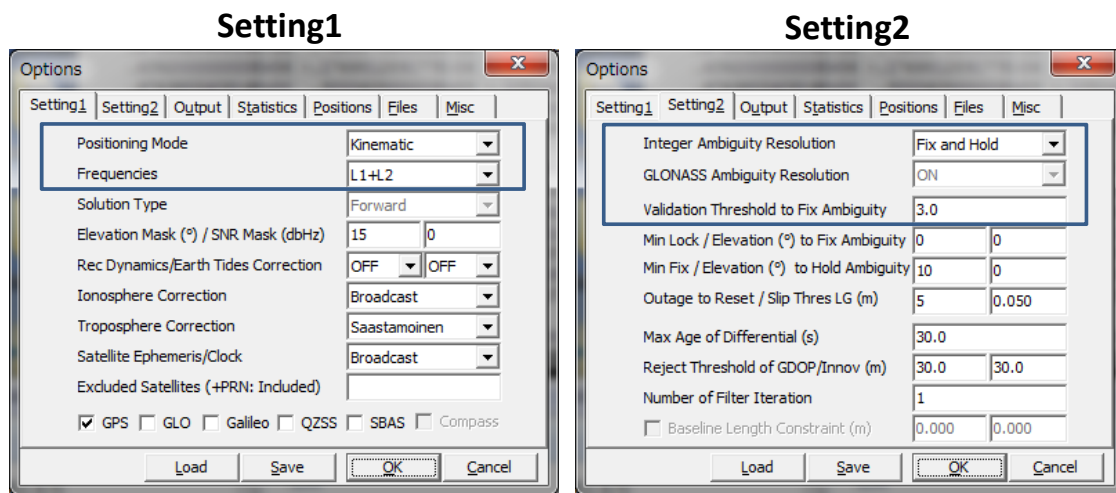 Setting1
Options
Setting1 Setting2 Output Statistics Positions Files Misc
Positioning Mode Kinematic
Frequencies L1+L2
Solution Type Forward
Elevation Mask (°) / SNR Mask (dbHz) 15 0
Rec Dynamics/Earth Tides Correction OFF OFF
Ionosphere Correction Broadcast
Troposphere Correction Saastamoinen
Satellite Ephemeris/Clock Broadcast
Excluded Satellites (+PRN: Included)
GPS GLO Galileo QZSS SBAS Compass
Load Save OK Cancel
Setting2
Options
Setting1 Setting2 Output Statistics Positions Files Misc
Integer Ambiguity Resolution Fix and Hold
GLONASS Ambiguity Resolution ON
Validation Threshold to Fix Ambiguity 3.0
Min Lock / Elevation (°) to Fix Ambiguity 0 0
Min Fix / Elevation (°) to Hold Ambiguity 10 0
Outage to Reset / Slip Thres LG (m) 5 0.050
Max Age of Differential (s) 30.0
Reject Threshold of GDOP/Innov (m) 30.0 30.0
Number of Filter Iteration 1
Baseline Length Constraint (m) 0.000 0.000
Load Save OK Cancel